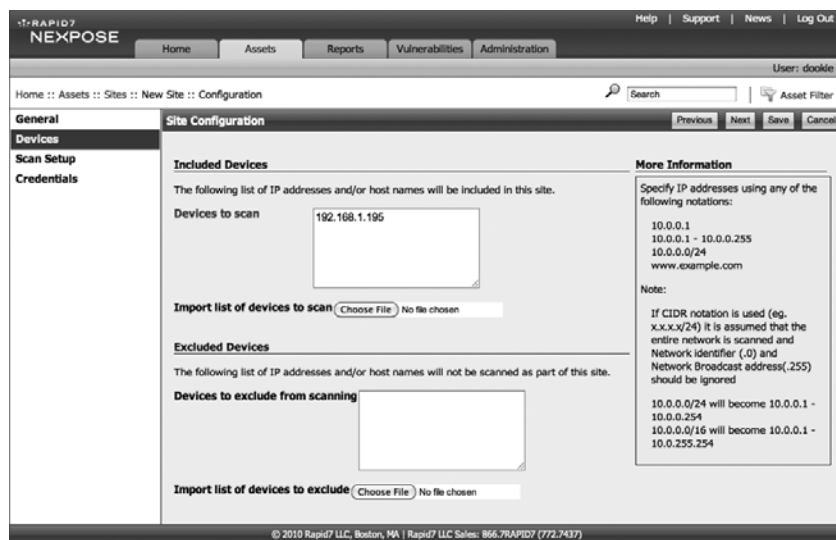 RAPID7
NEXPOSE
Help | Support | News | Log Out
Home Assets Reports Vulnerabilities Administration
User: dookie
Home :: Assets :: Sites :: New Site :: Configuration
Search | Asset Filter
General
Devices
Scan Setup
Credentials
Site Configuration
Previous Next Save Cancel
Included Devices
The following list of IP addresses and/or host names will be included in this site.
Devices to scan
192.168.1.195
Import list of devices to scan Choose File No file chosen
Excluded Devices
The following list of IP addresses and/or host names will not be scanned as part of this site.
Devices to exclude from scanning
Import list of devices to exclude Choose File No file chosen
More Information
Specify IP addresses using any of the
following notations:
10.0.0.1
10.0.0.1 - 10.0.0.255
10.0.0.0/24
www.example.com
Note:
If CIDR notation is used (eg.
x.x.x.x/24) it is assumed that the
entire network is scanned and
Network identifier (.0) and
Network Broadcast address(.255)
should be ignored
10.0.0.0/24 will become 10.0.0.1 -
10.0.0.254
10.0.0.0/16 will become 10.0.0.1 -
10.0.255.254
© 2010 Rapid7 LLC, Boston, MA | Rapid7 LLC Sales: 866.7RAPID7 (772.7437)